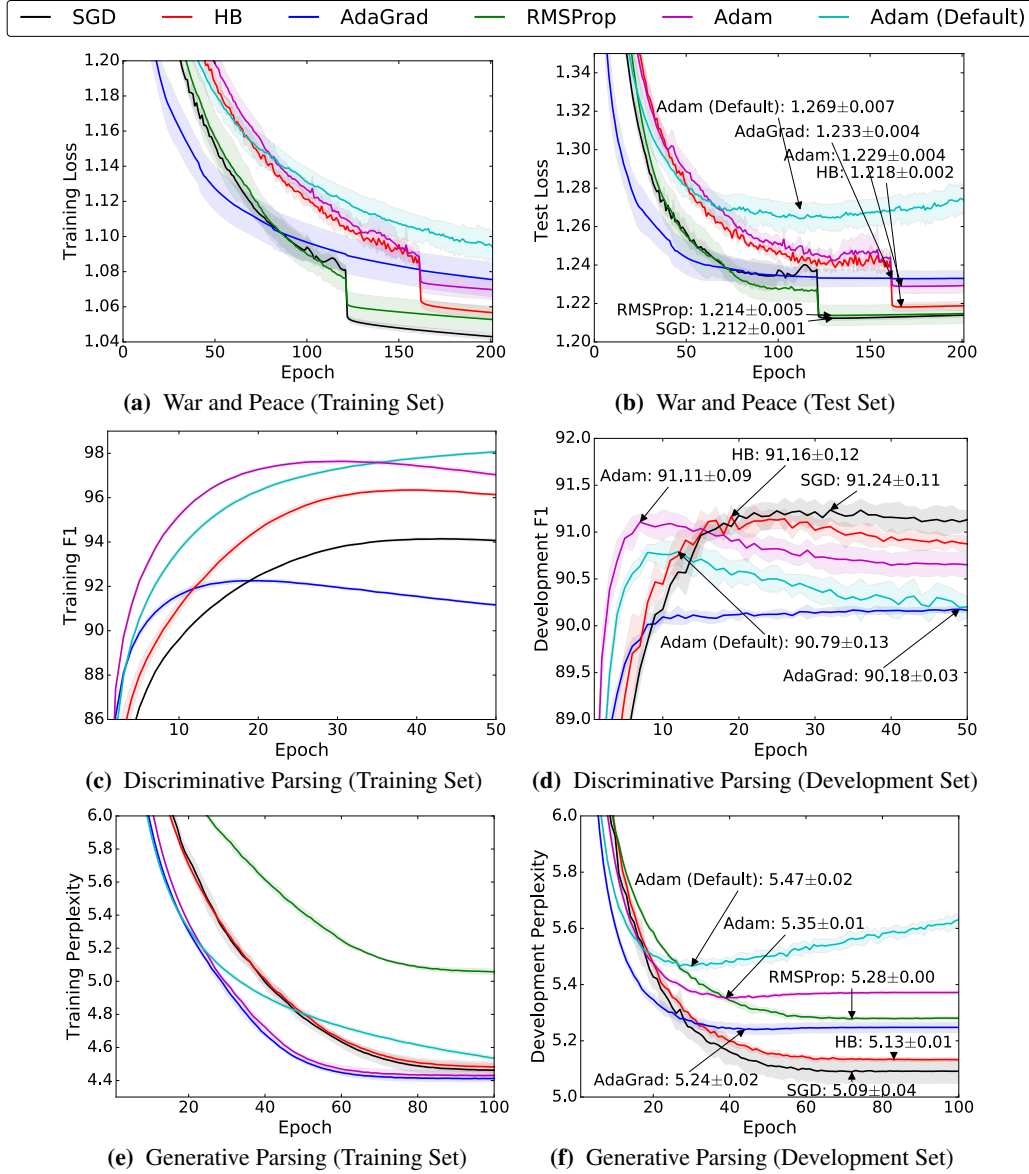 SGD HB AdaGrad RMSProp Adam Adam (Default)
1.20
1.18
1.16
1.14
1.12
1.10
1.08
1.06
1.04
Training Loss
50 100 150 200
Epoch
(a) War and Peace (Training Set)
1.34
1.32
1.30
1.28
1.26
1.24
1.22
1.20
Test Loss
Adam (Default): 1.269±0.007
AdaGrad: 1.233±0.004
Adam: 1.229±0.004
HB: 1.218±0.002
RMSProp: 1.214±0.005
SGD: 1.212±0.001
0 50 100 150 200
Epoch
(b) War and Peace (Test Set)
98
96
94
92
90
88
86
Training F1
10 20 30 40 50
Epoch
(c) Discriminative Parsing (Training Set)
92.0
91.5
91.0
90.5
90.0
89.5
89.0
Development F1
HB: 91.16±0.12
Adam: 91.11±0.09
SGD: 91.24±0.11
Adam (Default): 90.79±0.13
AdaGrad: 90.18±0.03
10 20 30 40 50
Epoch
(d) Discriminative Parsing (Development Set)
6.0
5.8
5.6
5.4
5.2
5.0
4.8
4.6
4.4
Training Perplexity
20 40 60 80 100
Epoch
(e) Generative Parsing (Training Set)
6.0
5.8
5.6
5.4
5.2
5.0
Development Perplexity
Adam (Default): 5.47±0.02
Adam: 5.35±0.01
RMSProp: 5.28±0.00
HB: 5.13±0.01
AdaGrad: 5.24±0.02
SGD: 5.09±0.04
20 40 60 80 100
Epoch
(f) Generative Parsing (Development Set)